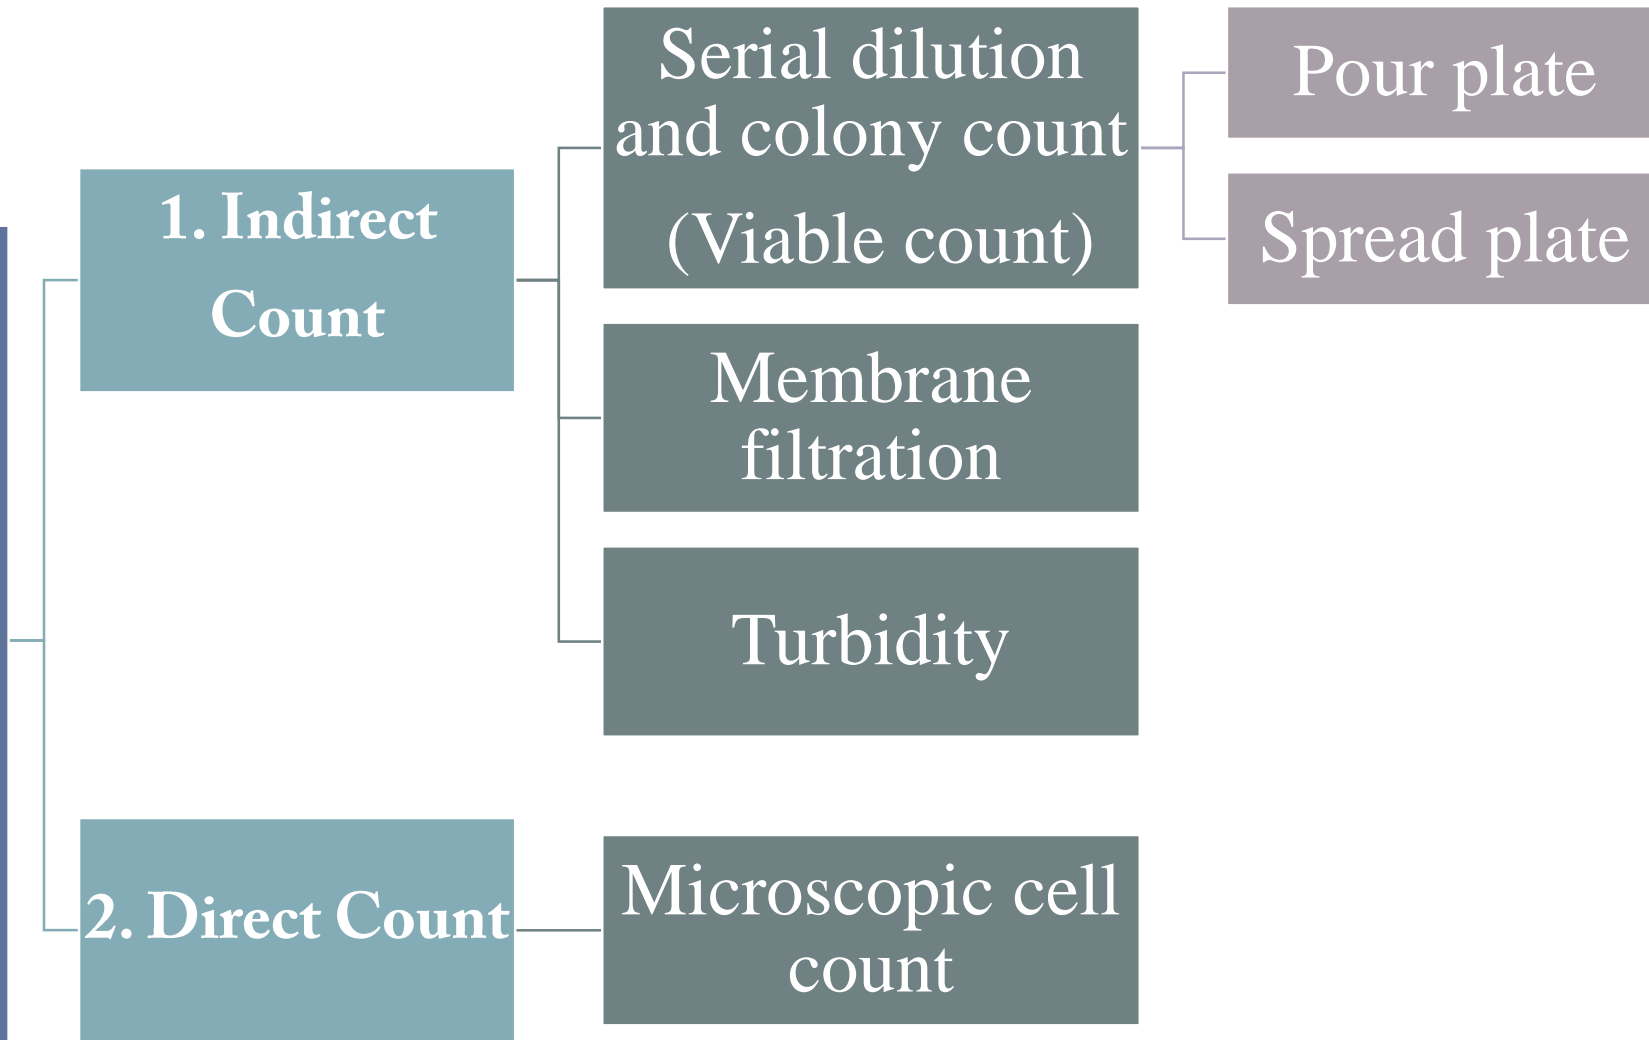 1. Indirect
Count
Serial dilution
and colony count
(Viable count)
Pour plate
Spread plate
Membrane
filtration
Turbidity
2. Direct Count
Microscopic cell
count